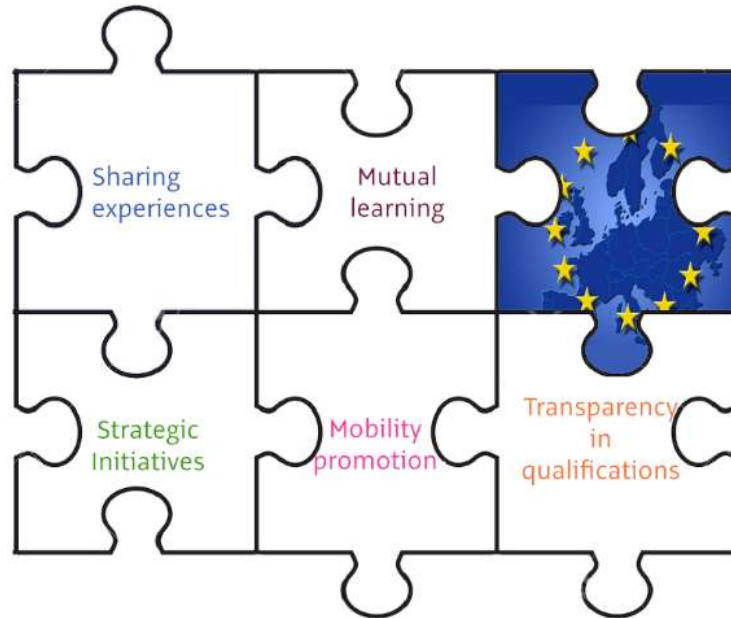 Sharing
experiences
Mutual
learning
Strategic
Initiatives
Mobility
promotion
Transparency
in
qualifications